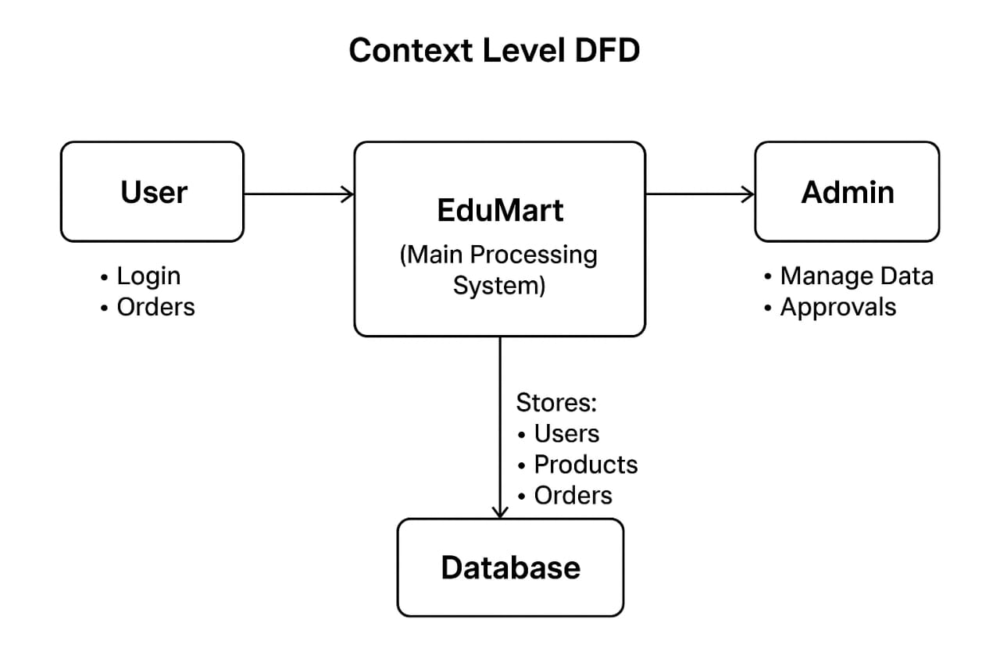 Context Level DFD
User
• Login
• Orders
EduMart
(Main Processing
System)
Admin
• Manage Data
• Approvals
Stores:
• Users
• Products
• Orders
Database